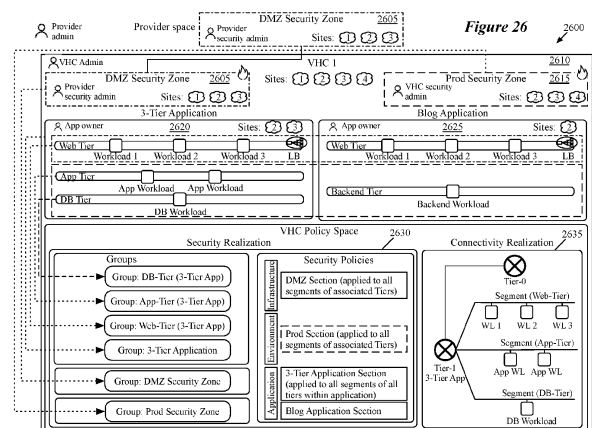 Provider admin
Provider space
DMZ Security Zone 2605
Provider security admin
Sites: 1 2 3
Figure 26
2600
VHC Admin
VHC 1
2610
Sites: 1 2 3 4
DMZ Security Zone 2605
Provider security admin
Sites: 1 2 3
Prod Security Zone 2615
VHC security admin
Sites: 2 3 4
3-Tier Application
App owner 2620 Sites: 2 3
Web Tier
Workload 1 Workload 2 Workload 3 LB
App Tier
App Workload App Workload
DB Tier
DB Workload
Blog Application
App owner 2625 Sites: 2
Web Tier
Workload 1 Workload 2 Workload 3 LB
Backend Tier
Backend Workload
VHC Policy Space
Security Realization
2630
Groups
Group: DB-Tier (3-Tier App)
Group: App-Tier (3-Tier App)
Group: Web-Tier (3-Tier App)
Group: 3-Tier Application
Group: DMZ Security Zone
Group: Prod Security Zone
Security Policies
Infrastructure
DMZ Section (applied to all
segments of associated Tiers)
Environment
Prod Section (applied to all
segments of associated Tiers)
Application
3-Tier Application Section
(applied to all segments of all
tiers within application)
Blog Application Section
Connectivity Realization
2635
Tier-0
Segment (Web-Tier)
WL 1 WL 2 WL 3
Segment (App-Tier)
App WL App WL
Tier-1
3-Tier App
Segment (DB-Tier)
DB Workload